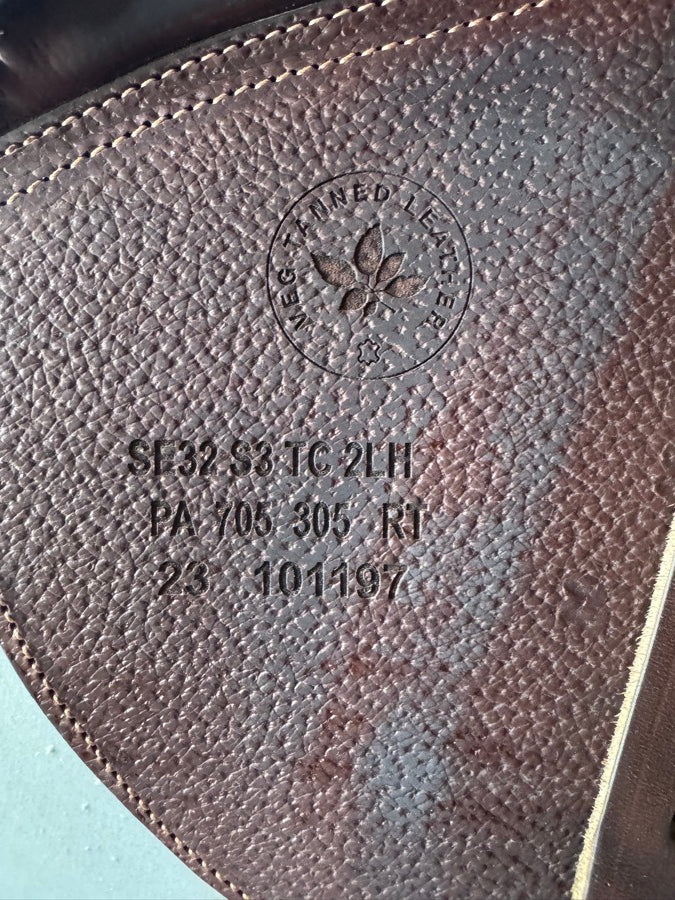 VEG TANNED LEATHER
SE32 S3 TC 2LH
PA 705 305 RT
23 101197